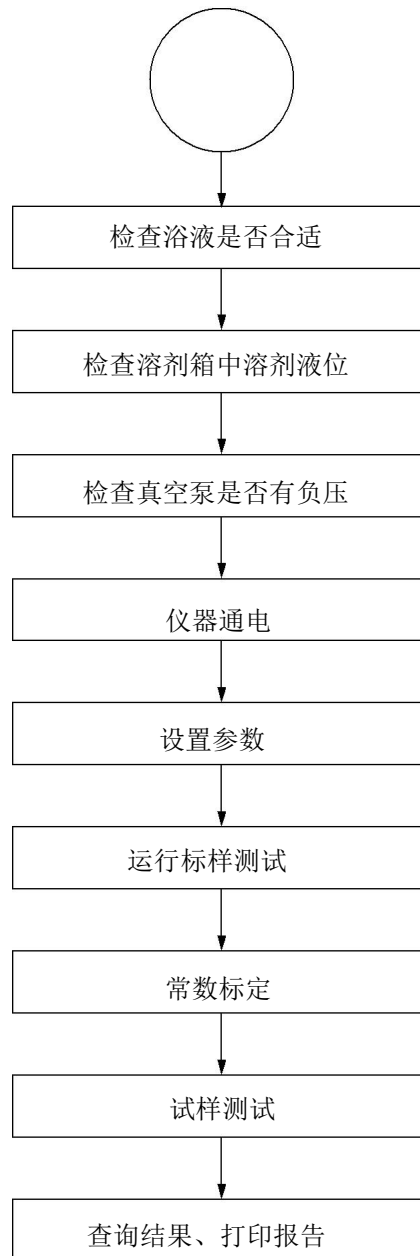 检查浴液是否合适
检查溶剂箱中溶剂液位
检查真空泵是否有负压
仪器通电
设置参数
运行标样测试
常数标定
试样测试
查询结果、打印报告